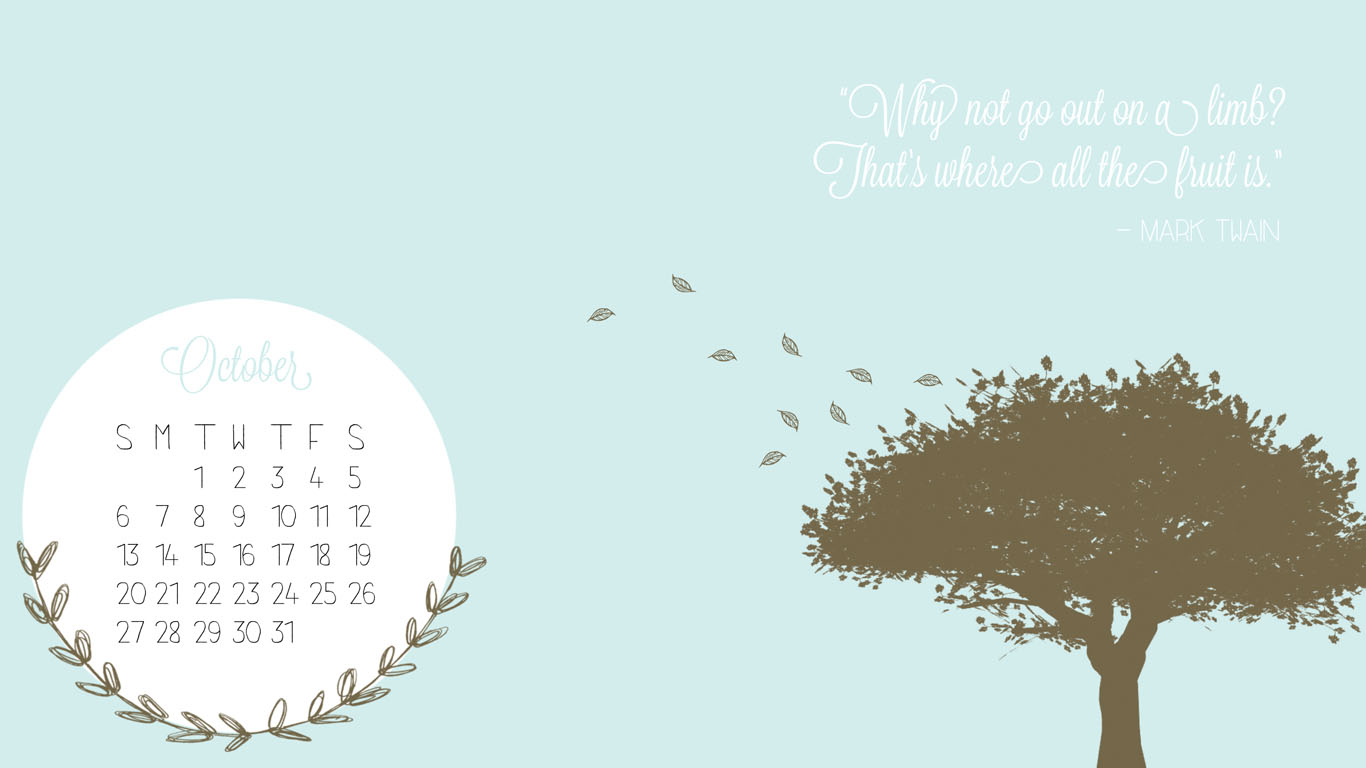 "Why not go out on a limb?
That's where all the fruit is."
– MARK TWAIN
October
S M T W T F S
1 2 3 4 5
6 7 8 9 10 11 12
13 14 15 16 17 18 19
20 21 22 23 24 25 26
27 28 29 30 31